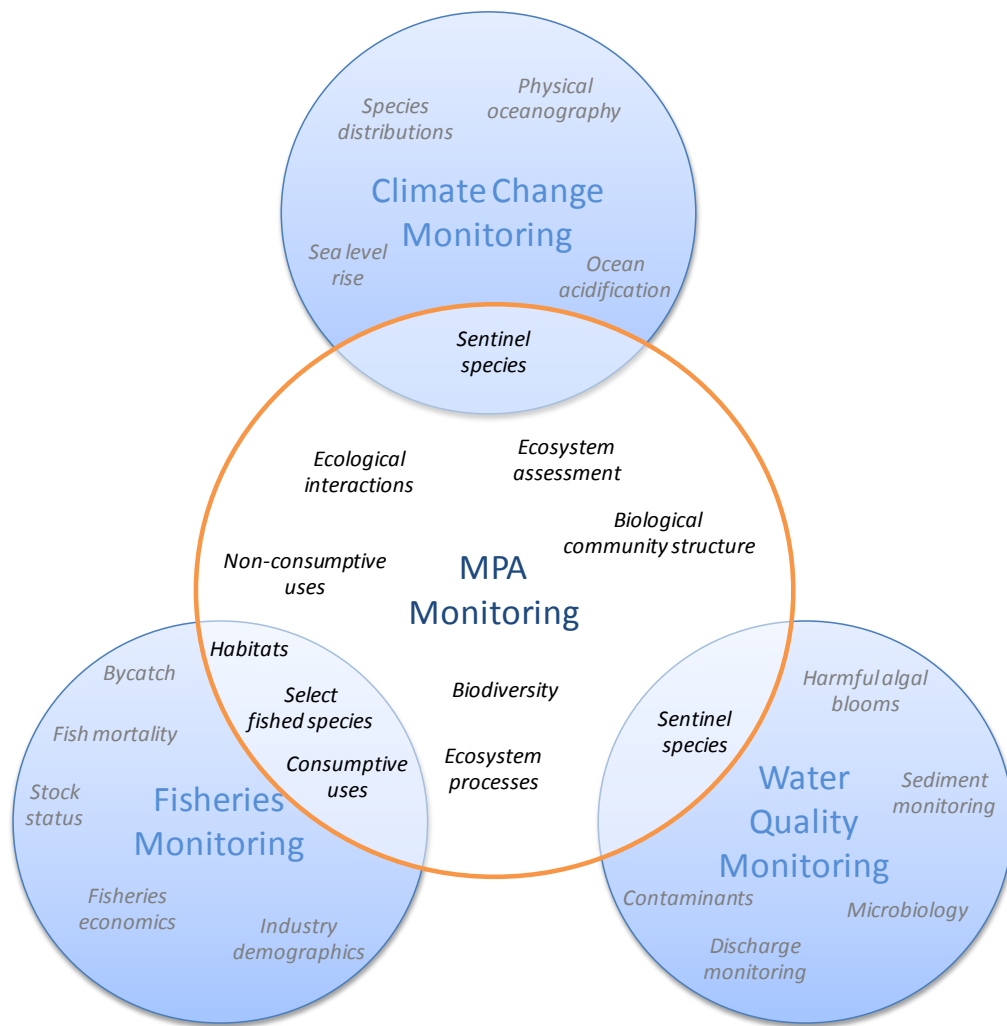 Physical
oceanography
Species
distributions
Climate Change
Monitoring
Sea level
rise
Ocean
acidification
Sentinel
species
Ecological
interactions
Ecosystem
assessment
Biological
community structure
Non-consumptive
uses
MPA
Monitoring
Habitats
Select
fished species
Consumptive
uses
Biodiversity
Ecosystem
processes
Bycatch
Fish mortality
Stock
status
Fisheries
Monitoring
Fisheries
economics
Industry
demographics
Sentinel
species
Harmful algal
blooms
Sediment
monitoring
Water
Quality
Monitoring
Contaminants
Microbiology
Discharge
monitoring